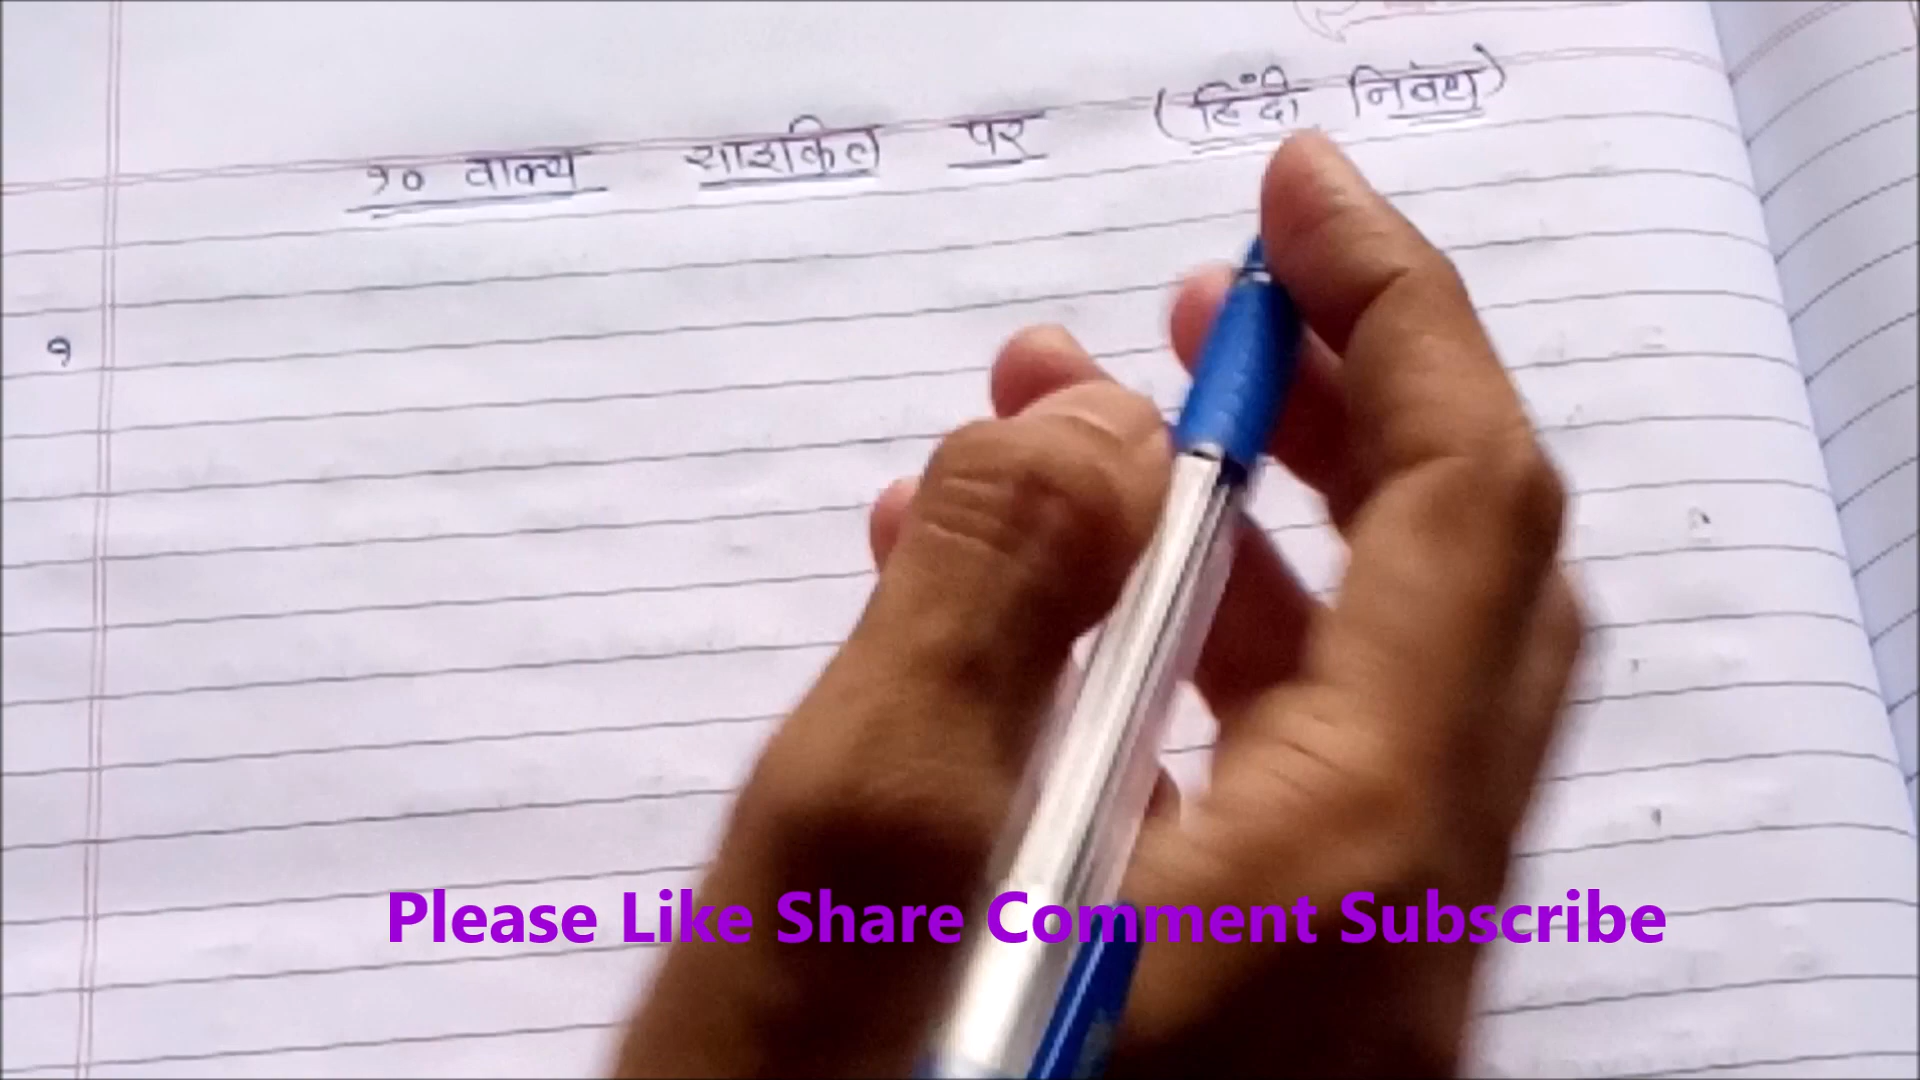 १० वाक्य साइकिल पर (हिंदी निबंध)
१
Please Like Share Comment Subscribe